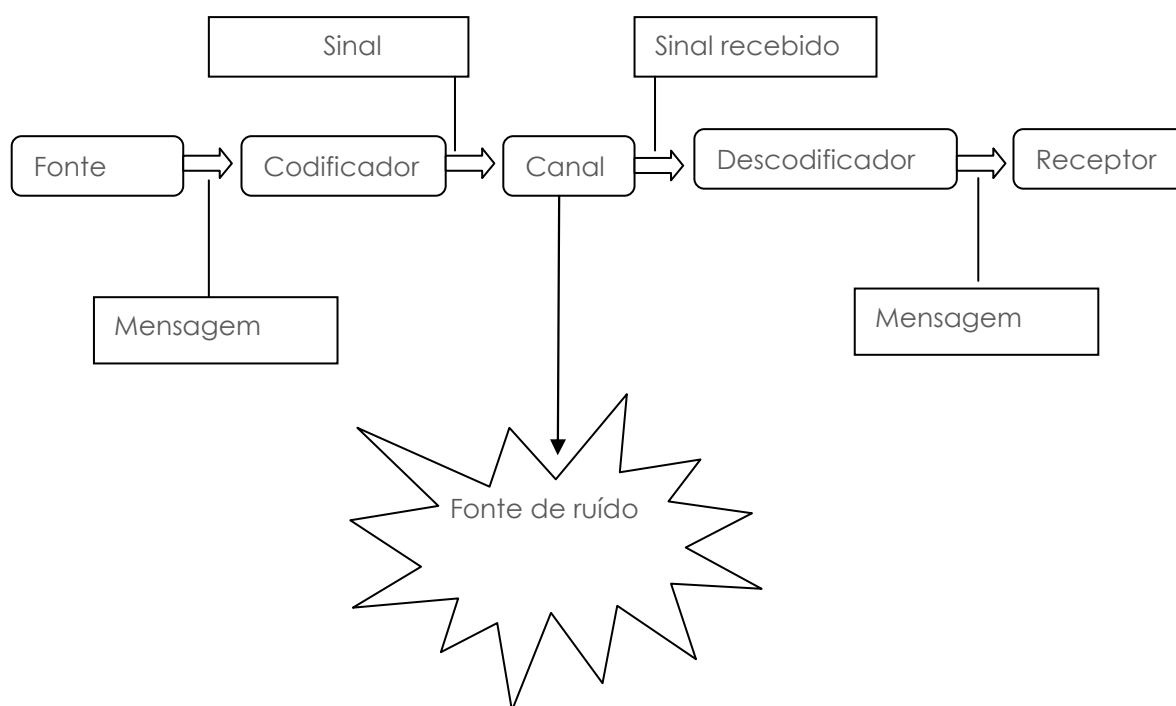 Sinal
Sinal recebido
Fonte
Codificador
Canal
Descodificador
Receptor
Mensagem
Mensagem
Fonte de ruído